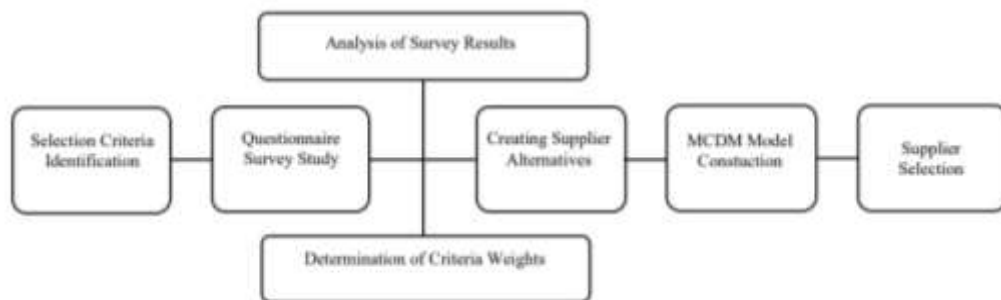 Analysis of Survey Results
Selection Criteria
Identification
Questionnaire
Survey Study
Creating Supplier
Alternatives
MCDM Model
Constuction
Supplier
Selection
Determination of Criteria Weights